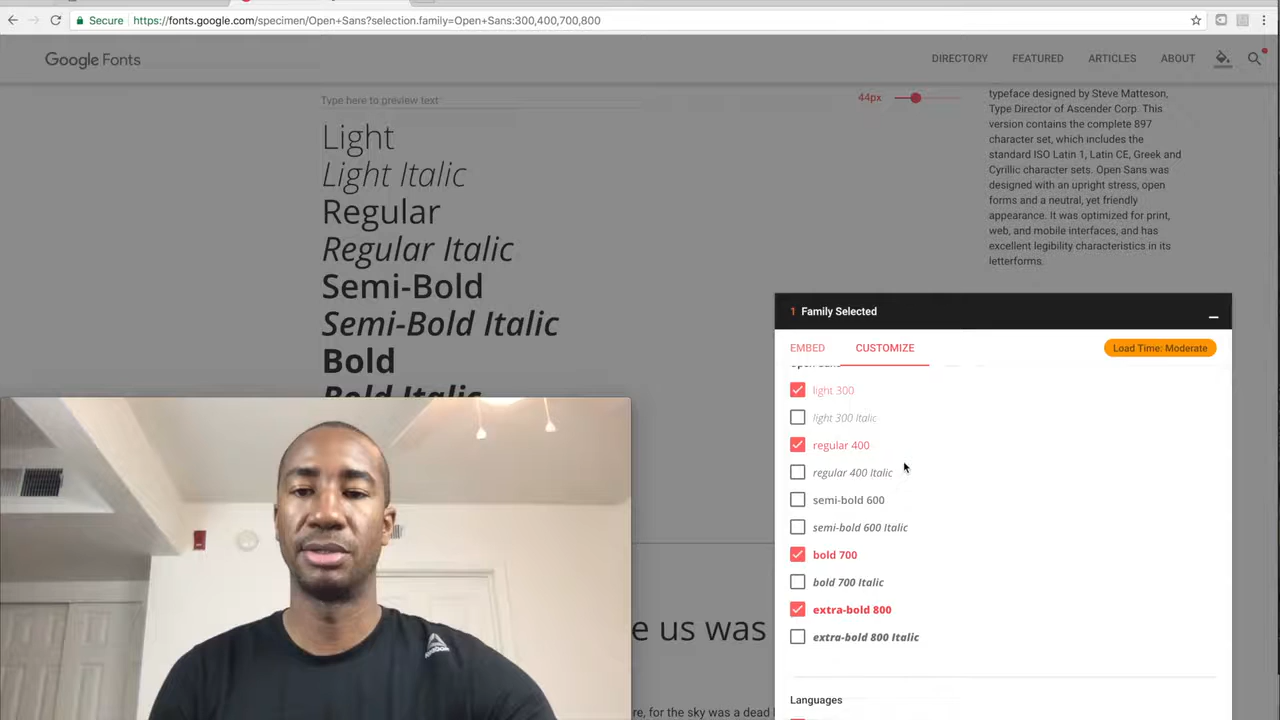 Secure
https://fonts.google.com/specimen/Open+Sans?selection.family=Open+Sans:300,400,700,800
Google Fonts
DIRECTORY
FEATURED
ARTICLES
ABOUT
Type here to preview text
44px
Light
Light Italic
Regular
Regular Italic
Semi-Bold
Semi-Bold Italic
Bold
Bold Italic
typeface designed by Steve Matteson,
Type Director of Ascender Corp. This
version contains the complete 897
character set, which includes the
standard ISO Latin 1, Latin CE, Greek and
Cyrillic character sets. Open Sans was
designed with an upright stress, open
forms and a neutral, yet friendly
appearance. It was optimized for print,
web, and mobile interfaces, and has
excellent legibility characteristics in its
letterforms.
1 Family Selected
EMBED
CUSTOMIZE
Load Time: Moderate
Open Sans
light 300
light 300 Italic
regular 400
regular 400 Italic
semi-bold 600
semi-bold 600 Italic
bold 700
bold 700 Italic
extra-bold 800
extra-bold 800 Italic
Languages
e us was
re, for the sky was a dead
Reebok